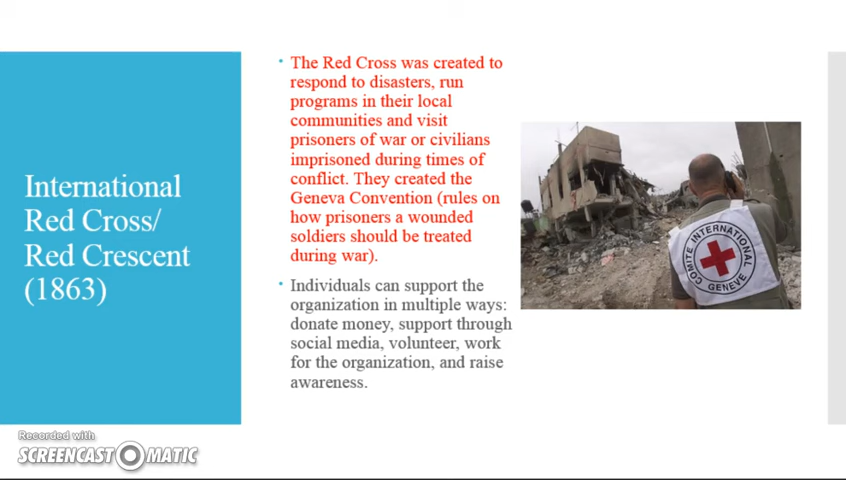 International
Red Cross/
Red Crescent
(1863)
• The Red Cross was created to
respond to disasters, run
programs in their local
communities and visit
prisoners of war or civilians
imprisoned during times of
conflict. They created the
Geneva Convention (rules on
how prisoners a wounded
soldiers should be treated
during war).
• Individuals can support the
organization in multiple ways:
donate money, support through
social media, volunteer, work
for the organization, and raise
awareness.
COMITE INTERNATIONAL
GENEVE
Recorded with
SCREENCAST MATIC